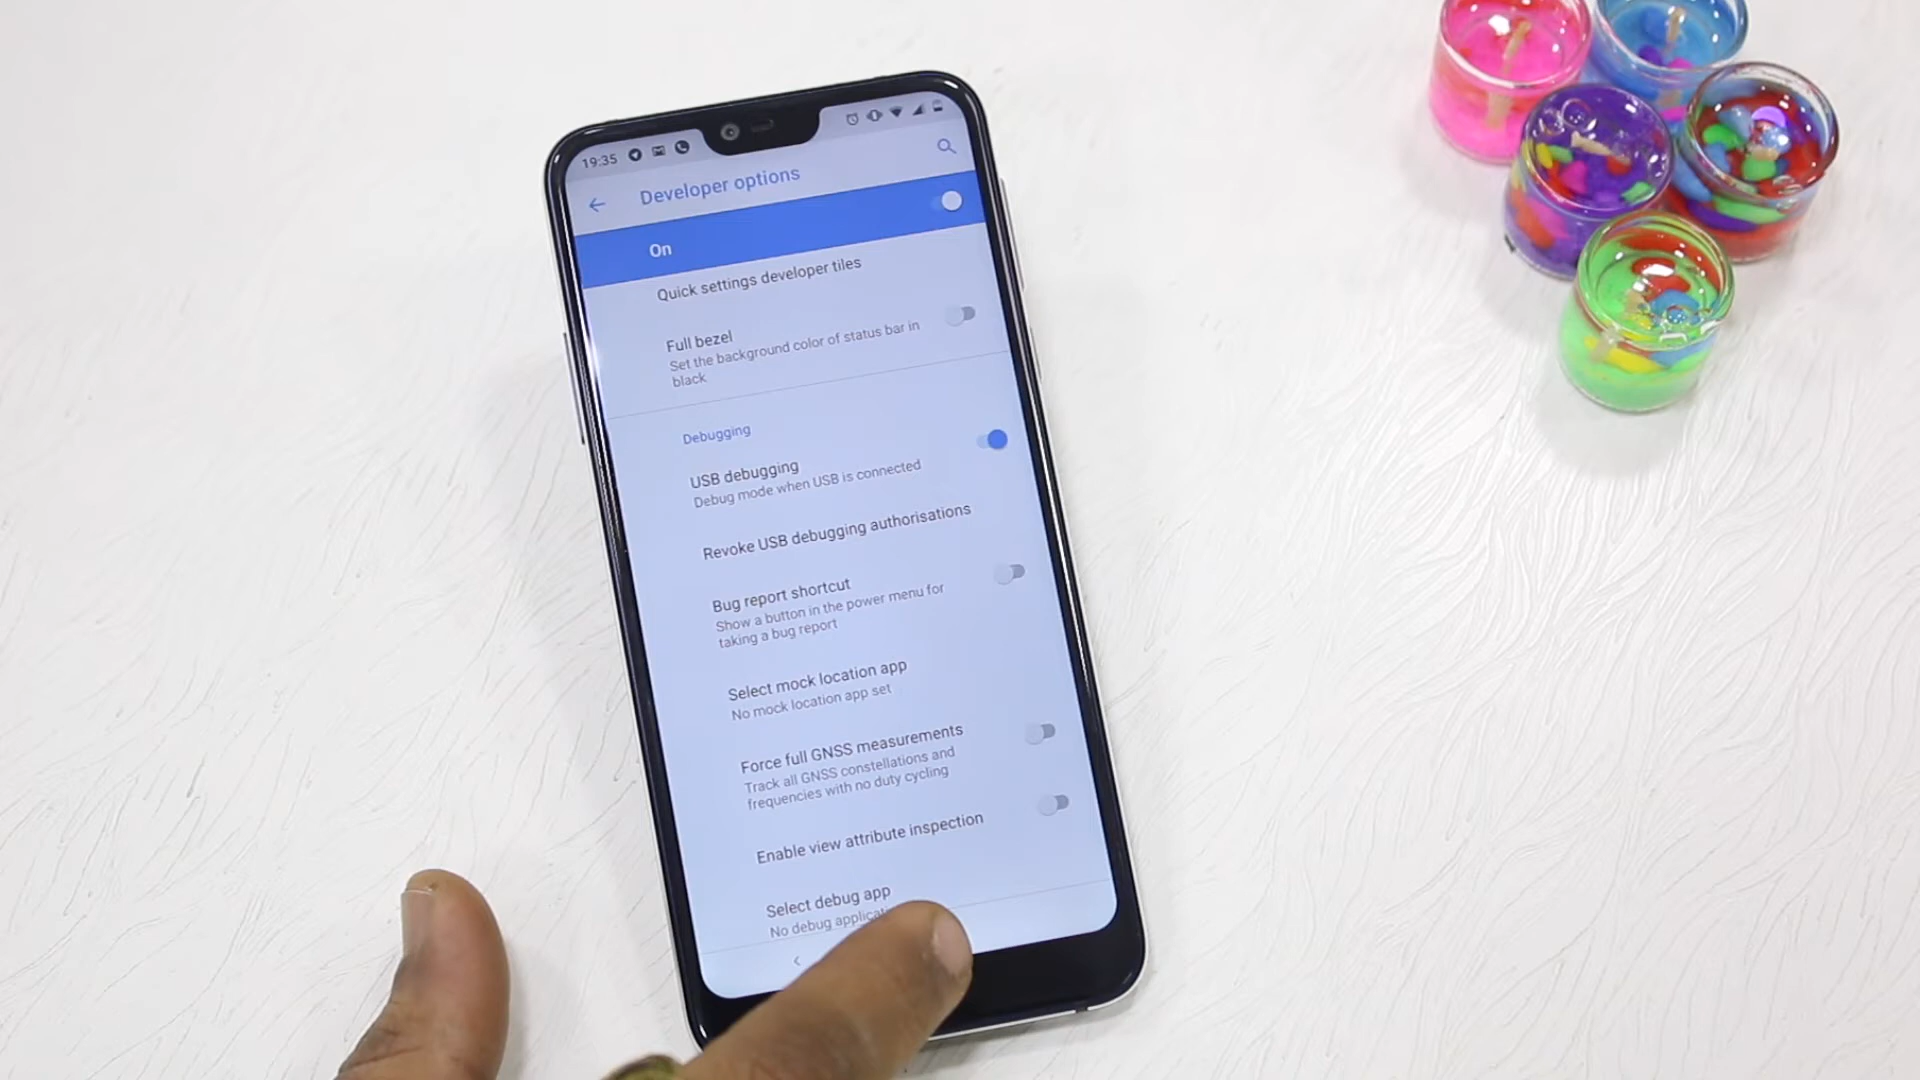 19:35
Developer options
On
Quick settings developer tiles
Full bezel
Set the background color of status bar in
black
Debugging
USB debugging
Debug mode when USB is connected
Revoke USB debugging authorisations
Bug report shortcut
Show a button in the power menu for
taking a bug report
Select mock location app
No mock location app set
Force full GNSS measurements
Track all GNSS constellations and
frequencies with no duty cycling
Enable view attribute inspection
Select debug app
No debug